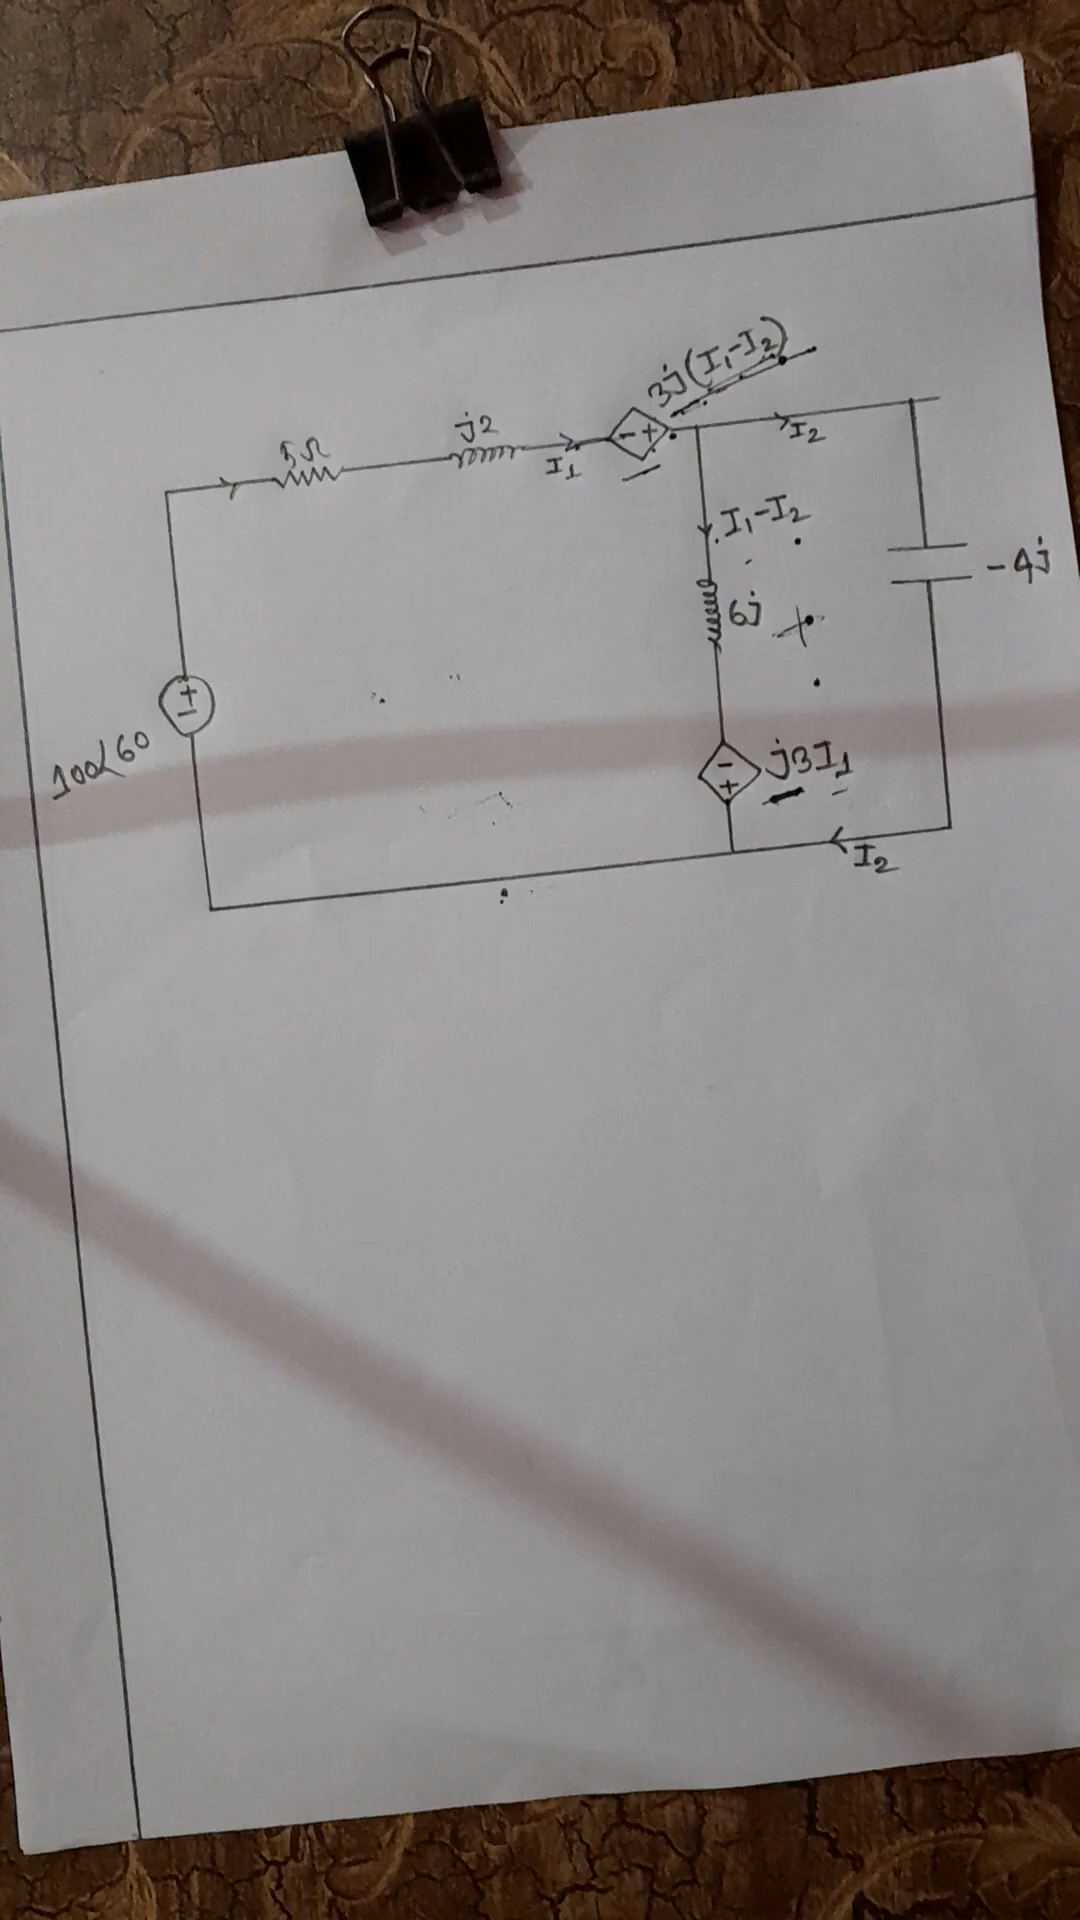 3j(I₁-I₂)
5Ω
j2
- +
I₁
I₂
I₁-I₂
-4j
6j
+
-
100∠60
-
+
j3I₁
I₂